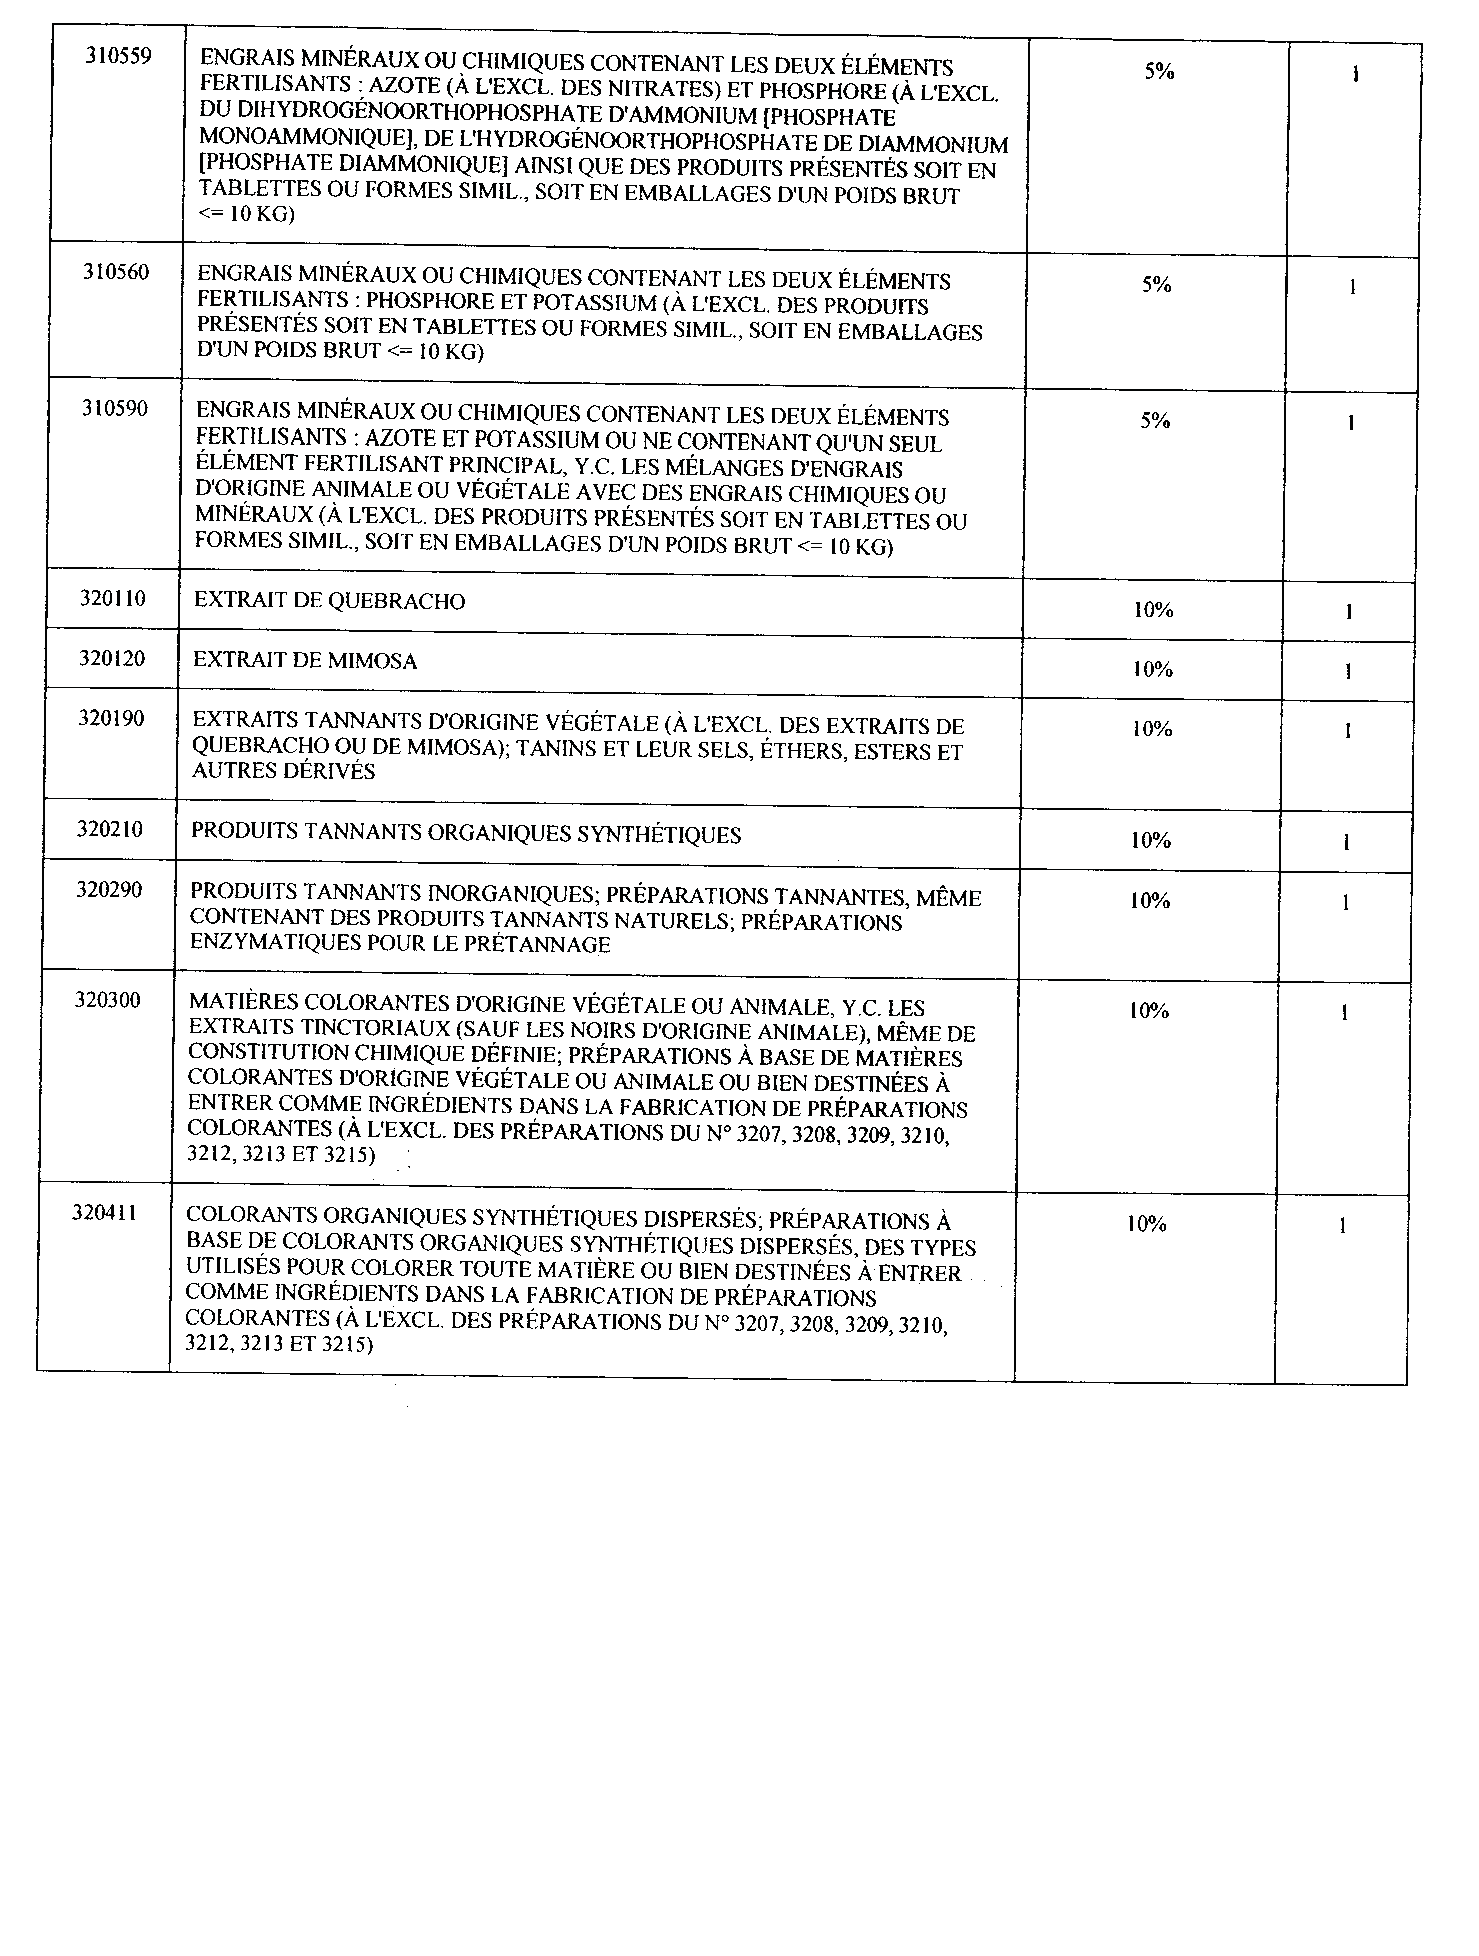 310559 ENGRAIS MINÉRAUX OU CHIMIQUES CONTENANT LES DEUX ÉLÉMENTS 5% 1
FERTILISANTS : AZOTE (À L'EXCL. DES NITRATES) ET PHOSPHORE (À L'EXCL.
DU DIHYDROGÉNOORTHOPHOSPHATE D'AMMONIUM [PHOSPHATE
MONOAMMONIQUE], DE L'HYDROGÉNOORTHOPHOSPHATE DE DIAMMONIUM
[PHOSPHATE DIAMMONIQUE] AINSI QUE DES PRODUITS PRÉSENTÉS SOIT EN
TABLETTES OU FORMES SIMIL., SOIT EN EMBALLAGES D'UN POIDS BRUT
<= 10 KG)
310560 ENGRAIS MINÉRAUX OU CHIMIQUES CONTENANT LES DEUX ÉLÉMENTS 5% 1
FERTILISANTS : PHOSPHORE ET POTASSIUM (À L'EXCL. DES PRODUITS
PRÉSENTÉS SOIT EN TABLETTES OU FORMES SIMIL., SOIT EN EMBALLAGES
D'UN POIDS BRUT <= 10 KG)
310590 ENGRAIS MINÉRAUX OU CHIMIQUES CONTENANT LES DEUX ÉLÉMENTS 5% 1
FERTILISANTS : AZOTE ET POTASSIUM OU NE CONTENANT QU'UN SEUL
ÉLÉMENT FERTILISANT PRINCIPAL, Y.C. LES MÉLANGES D'ENGRAIS
D'ORIGINE ANIMALE OU VÉGÉTALE AVEC DES ENGRAIS CHIMIQUES OU
MINÉRAUX (À L'EXCL. DES PRODUITS PRÉSENTÉS SOIT EN TABLETTES OU
FORMES SIMIL., SOIT EN EMBALLAGES D'UN POIDS BRUT <= 10 KG)
320110 EXTRAIT DE QUEBRACHO 10% 1
320120 EXTRAIT DE MIMOSA 10% 1
320190 EXTRAITS TANNANTS D'ORIGINE VÉGÉTALE (À L'EXCL. DES EXTRAITS DE 10% 1
QUEBRACHO OU DE MIMOSA); TANINS ET LEUR SELS, ÉTHERS, ESTERS ET
AUTRES DÉRIVÉS
320210 PRODUITS TANNANTS ORGANIQUES SYNTHÉTIQUES 10% 1
320290 PRODUITS TANNANTS INORGANIQUES; PRÉPARATIONS TANNANTES, MÊME 10% 1
CONTENANT DES PRODUITS TANNANTS NATURELS; PRÉPARATIONS
ENZYMATIQUES POUR LE PRÉTANNAGE
320300 MATIÈRES COLORANTES D'ORIGINE VÉGÉTALE OU ANIMALE, Y.C. LES 10% 1
EXTRAITS TINCTORIAUX (SAUF LES NOIRS D'ORIGINE ANIMALE), MÊME DE
CONSTITUTION CHIMIQUE DÉFINIE; PRÉPARATIONS À BASE DE MATIÈRES
COLORANTES D'ORIGINE VÉGÉTALE OU ANIMALE OU BIEN DESTINÉES À
ENTRER COMME INGRÉDIENTS DANS LA FABRICATION DE PRÉPARATIONS
COLORANTES (À L'EXCL. DES PRÉPARATIONS DU N° 3207, 3208, 3209, 3210,
3212, 3213 ET 3215)
320411 COLORANTS ORGANIQUES SYNTHÉTIQUES DISPERSÉS; PRÉPARATIONS À 10% 1
BASE DE COLORANTS ORGANIQUES SYNTHÉTIQUES DISPERSÉS, DES TYPES
UTILISÉS POUR COLORER TOUTE MATIÈRE OU BIEN DESTINÉES À ENTRER
COMME INGRÉDIENTS DANS LA FABRICATION DE PRÉPARATIONS
COLORANTES (À L'EXCL. DES PRÉPARATIONS DU N° 3207, 3208, 3209, 3210,
3212, 3213 ET 3215)